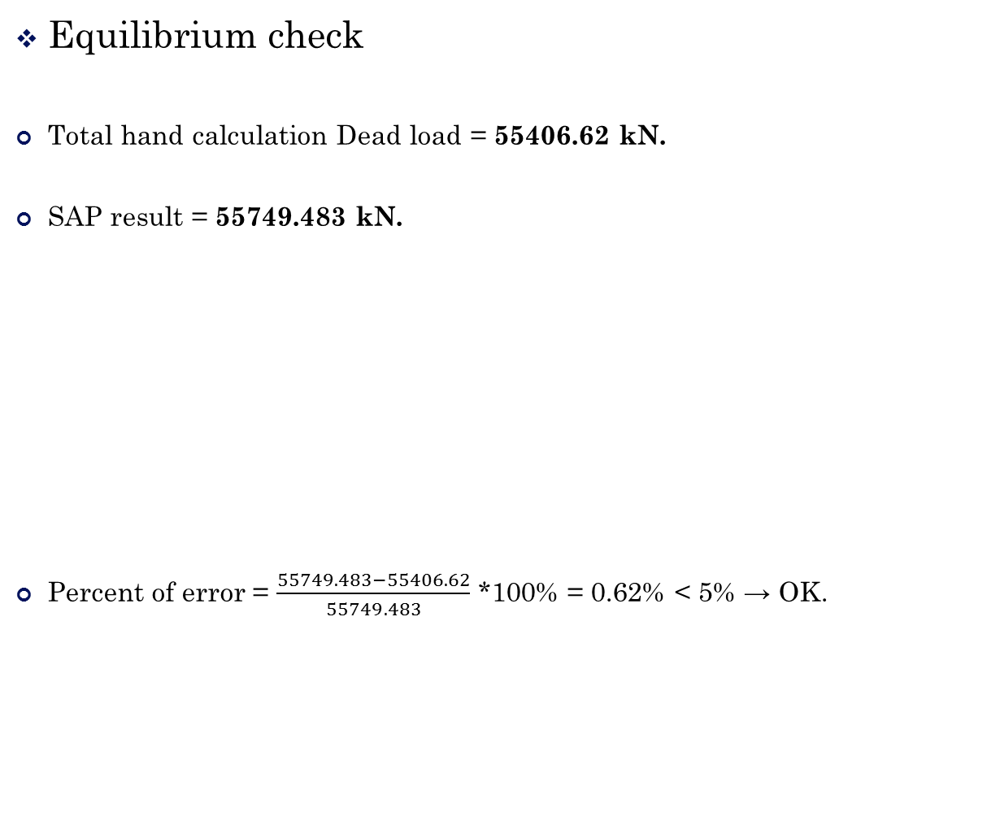 ❖ Equilibrium check
o Total hand calculation Dead load = 55406.62 kN.
o SAP result = 55749.483 kN.
o Percent of error = (55749.483−55406.62)/55749.483 *100% = 0.62% < 5% → OK.